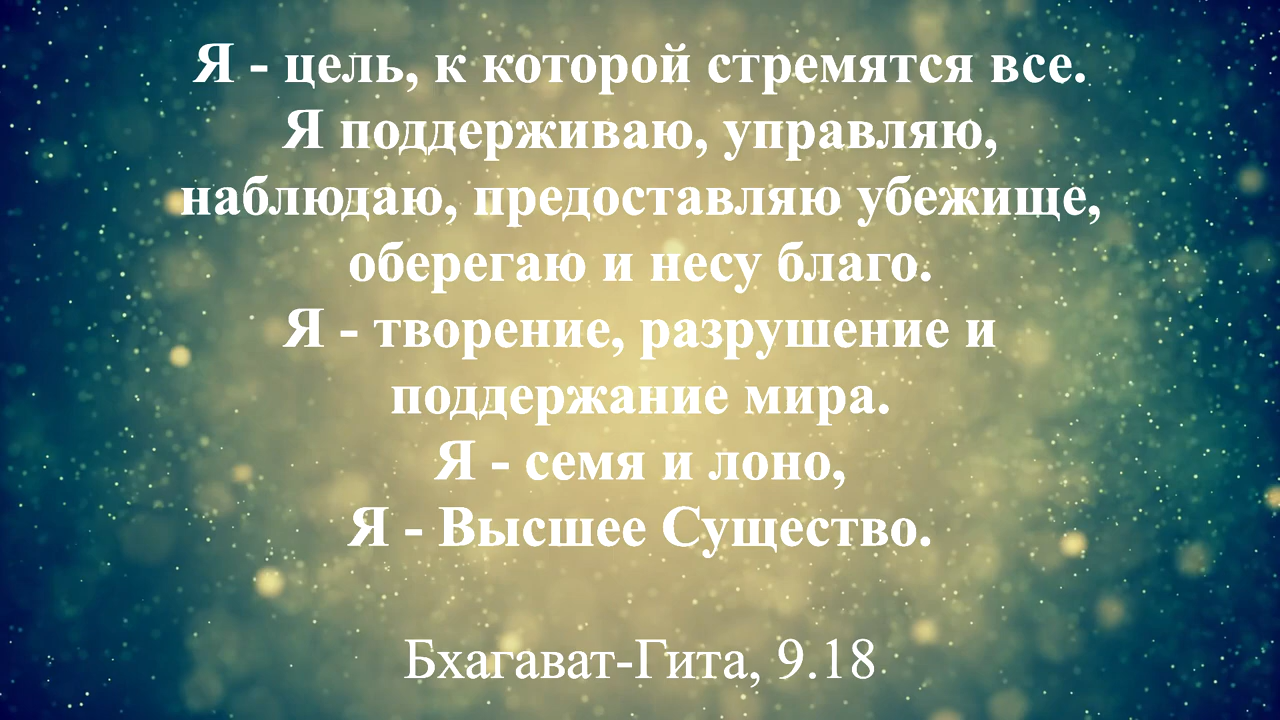 Я - цель, к которой стремятся все.
Я поддерживаю, управляю,
наблюдаю, предоставляю убежище,
оберегаю и несу благо.
Я - творение, разрушение и
поддержание мира.
Я - семя и лоно,
Я - Высшее Существо.
Бхагават-Гита, 9.18